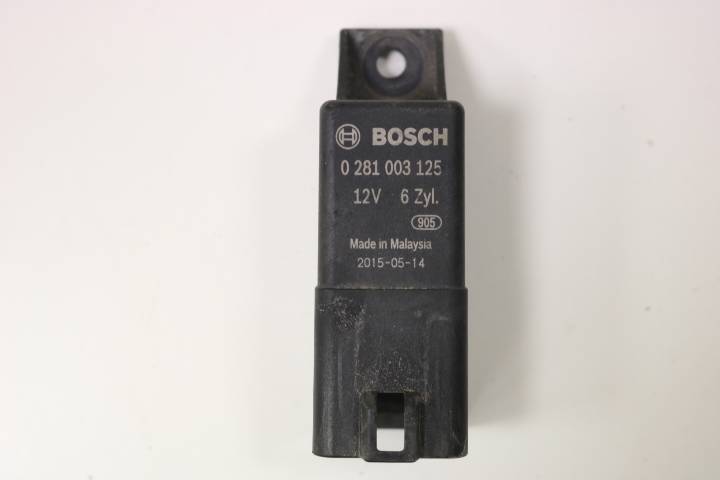 BOSCH
0 281 003 125
12V 6 Zyl.
905
Made in Malaysia
2015-05-14